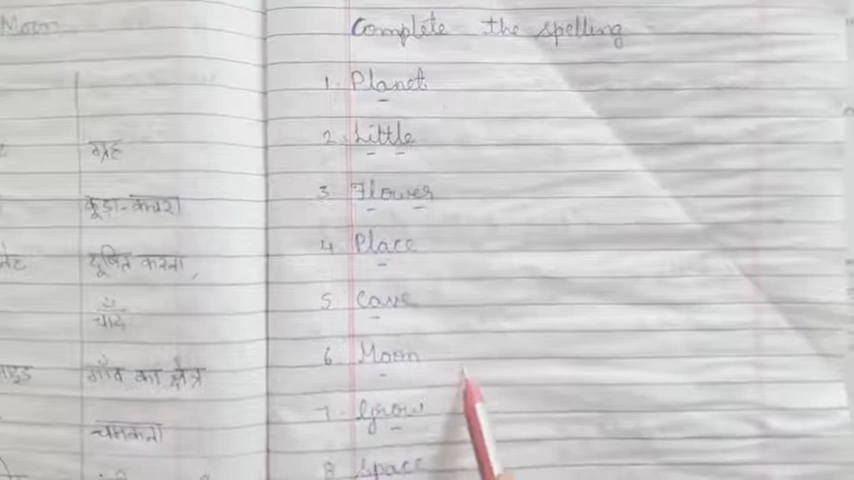 Moon
ग्रह
कूड़ा-कचरा
दूषित करना
चाँद
गाँव का क्षेत्र
चमकना
Complete the spelling
1. Planet
2. Little
3. Flower
4. Place
5. Cave
6. Moon
7. Grow
8. Space